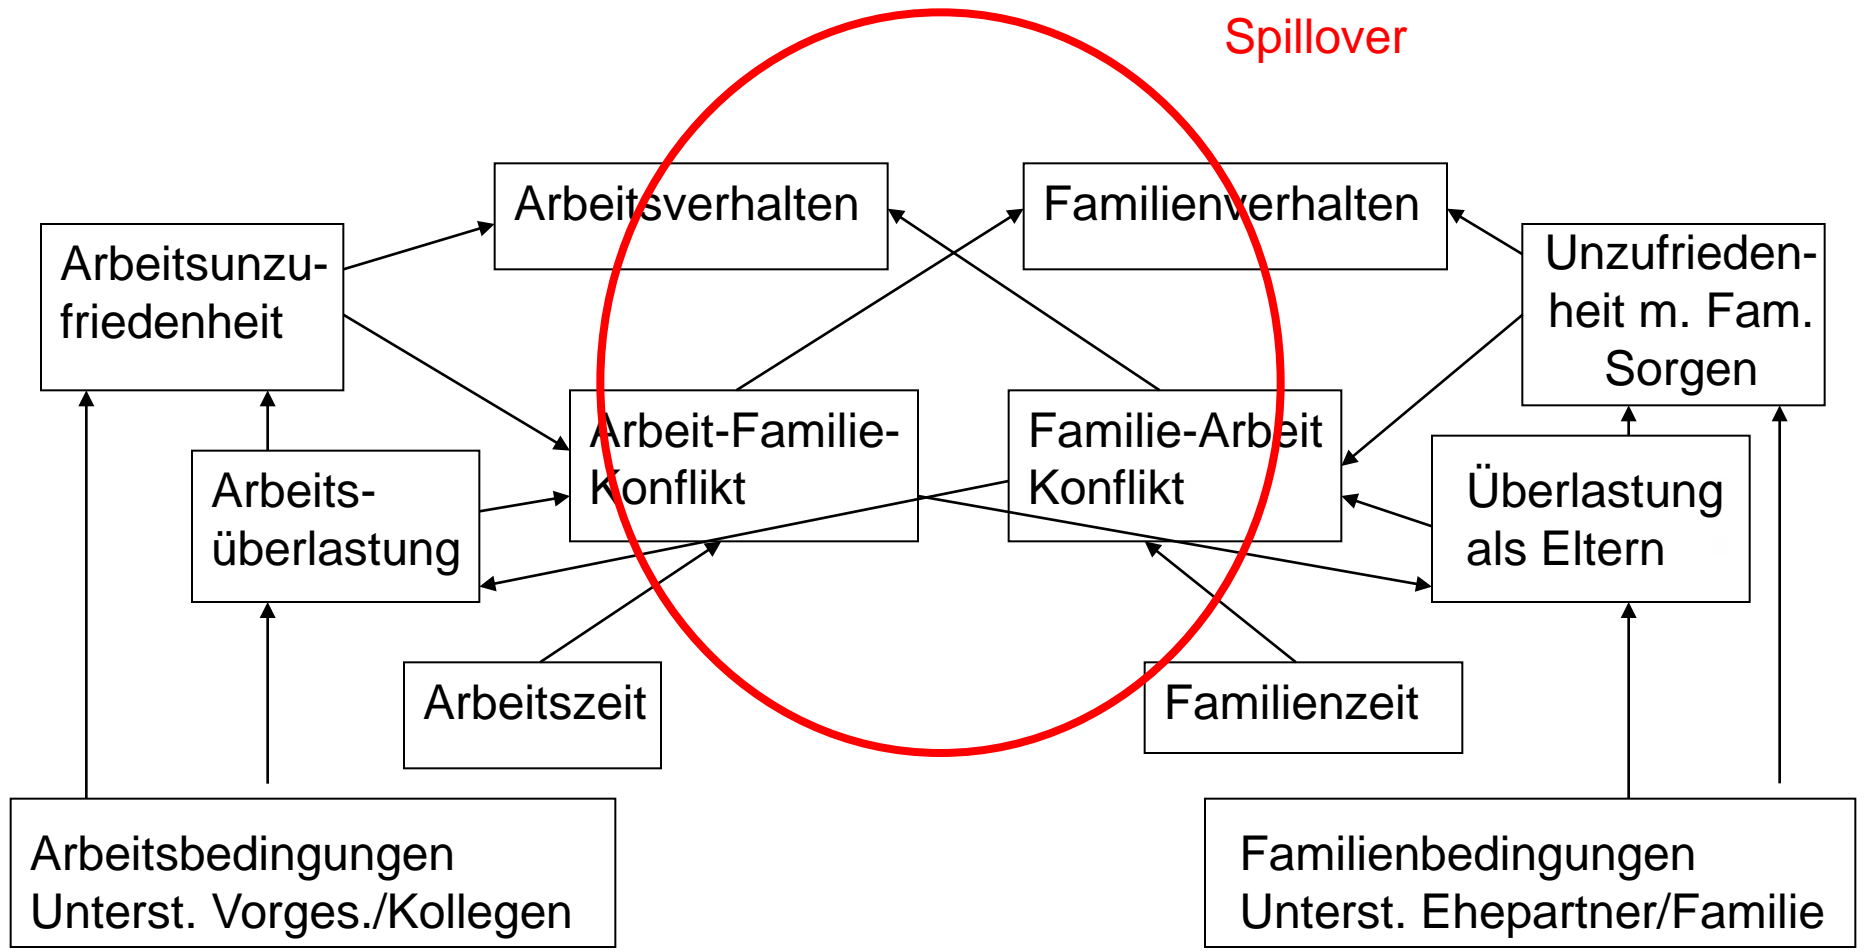 Spillover
Arbeitsverhalten
Familienverhalten
Arbeitsunzu-
friedenheit
Unzufrieden-
heit m. Fam.
Sorgen
Arbeit-Familie-
Konflikt
Familie-Arbeit
Konflikt
Arbeits-
überlastung
Überlastung
als Eltern
Arbeitszeit
Familienzeit
Arbeitsbedingungen
Unterst. Vorges./Kollegen
Familienbedingungen
Unterst. Ehepartner/Familie